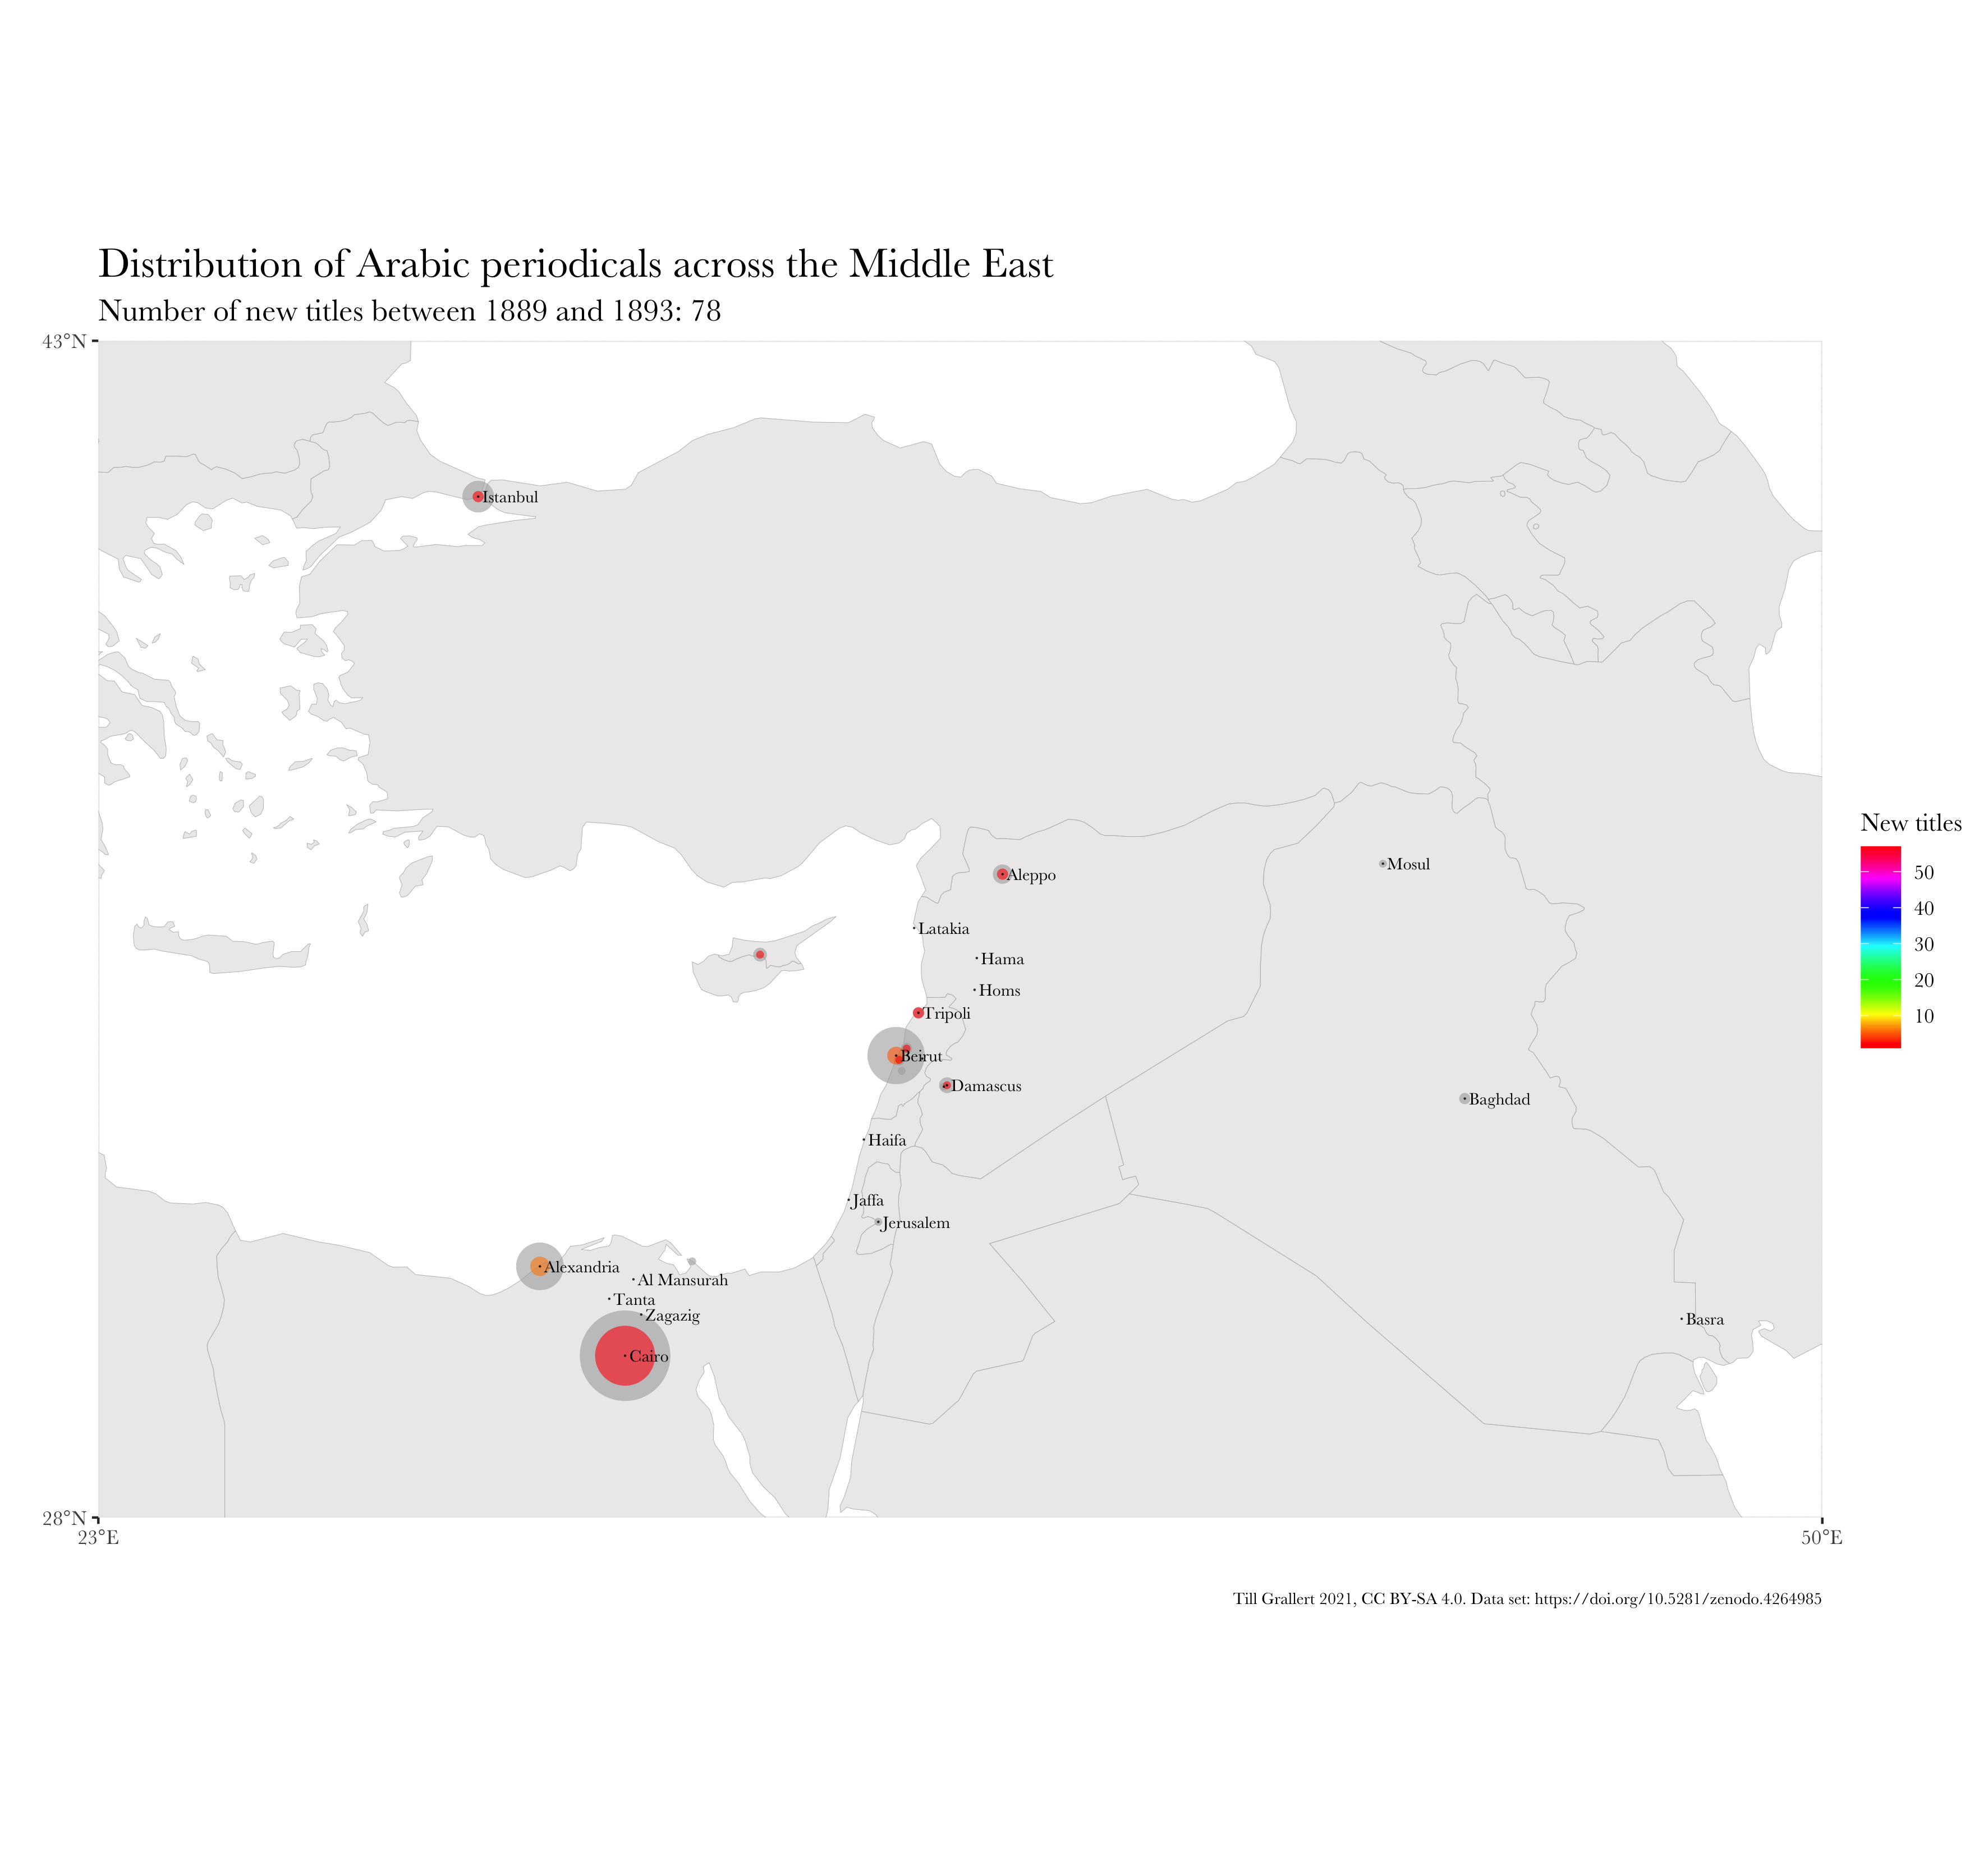 Distribution of Arabic periodicals across the Middle East
Number of new titles between 1889 and 1893: 78
43°N
Istanbul
New titles
50
40
30
20
10
Mosul
Aleppo
Latakia
Hama
Homs
Tripoli
Beirut
Damascus
Baghdad
Haifa
Jaffa
Jerusalem
Alexandria
Al Mansurah
Tanta
Zagazig
Basra
Cairo
28°N
23°E
50°E
Till Grallert 2021, CC BY-SA 4.0. Data set: https://doi.org/10.5281/zenodo.4264985